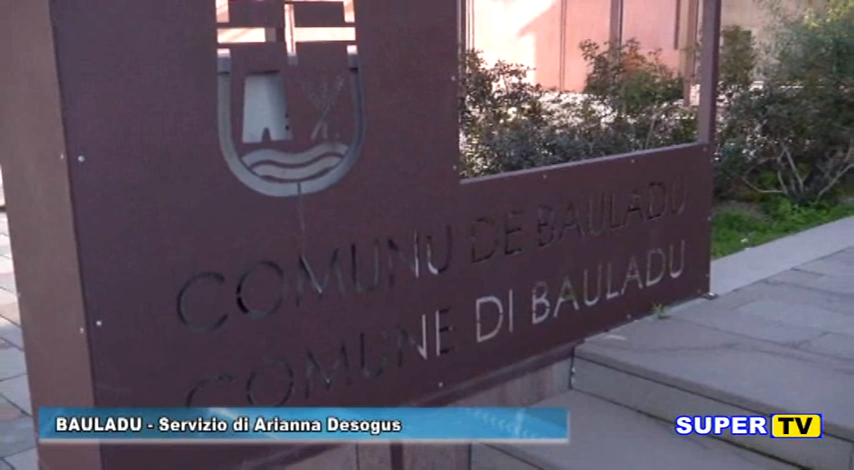 COMUNU DE BAULADU
COMUNE DI BAULADU
BAULADU - Servizio di Arianna Desogus
SUPER TV